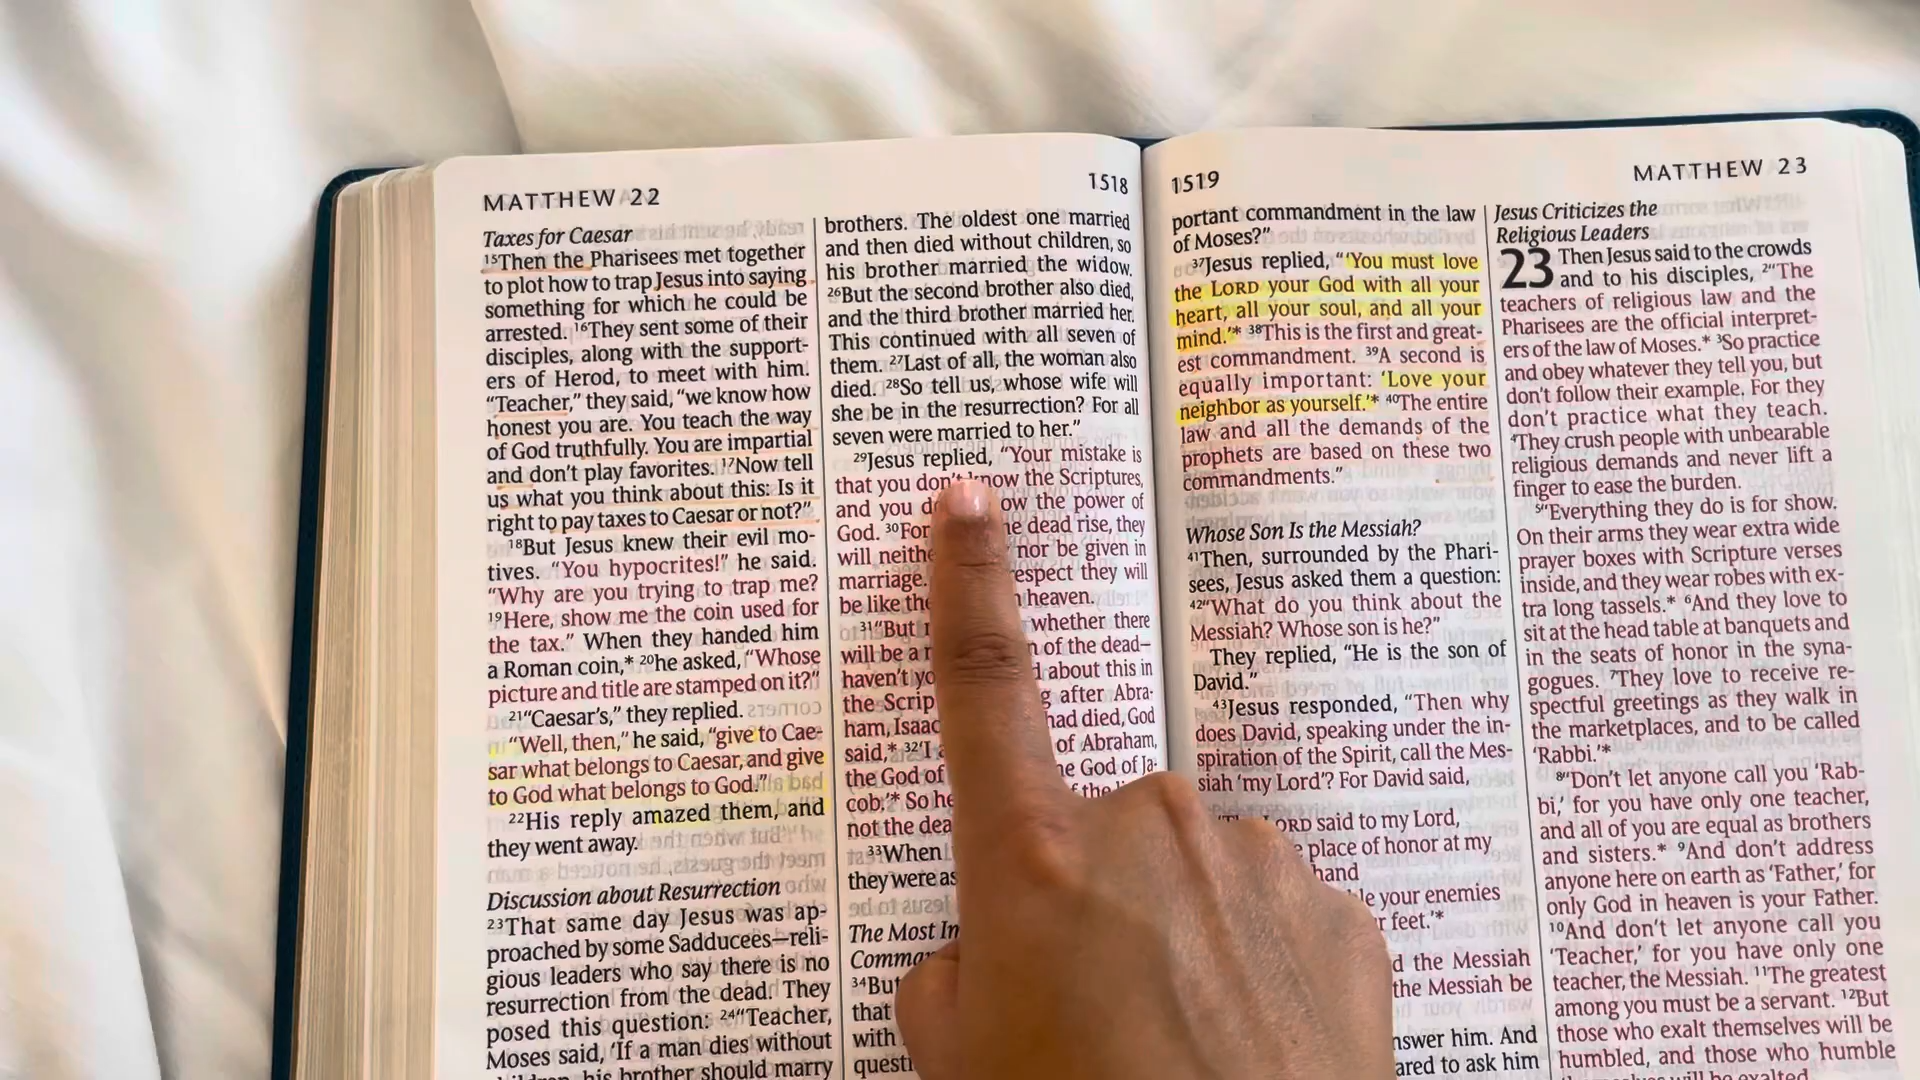 MATTHEW 22
1518
Taxes for Caesar
15Then the Pharisees met together
to plot how to trap Jesus into saying
something for which he could be
arrested. 16They sent some of their
disciples, along with the support-
ers of Herod, to meet with him.
“Teacher,” they said, “we know how
honest you are. You teach the way
of God truthfully. You are impartial
and don’t play favorites. 17Now tell
us what you think about this: Is it
right to pay taxes to Caesar or not?”
18But Jesus knew their evil mo-
tives. “You hypocrites!” he said.
“Why are you trying to trap me?
19Here, show me the coin used for
the tax.” When they handed him
a Roman coin,* 20he asked, “Whose
picture and title are stamped on it?”
21“Caesar’s,” they replied.
“Well, then,” he said, “give to Cae-
sar what belongs to Caesar, and give
to God what belongs to God.”
22His reply amazed them, and
they went away.
Discussion about Resurrection
23That same day Jesus was ap-
proached by some Sadducees—reli-
gious leaders who say there is no
resurrection from the dead. They
posed this question: 24“Teacher,
Moses said, ‘If a man dies without
his brother should marry
brothers. The oldest one married
and then died without children, so
his brother married the widow.
26But the second brother also died,
and the third brother married her.
This continued with all seven of
them. 27Last of all, the woman also
died. 28So tell us, whose wife will
she be in the resurrection? For all
seven were married to her.”
29Jesus replied, “Your mistake is
that you don’t know the Scriptures,
and you ow the power of
God. 30For dead rise, they
will nor be given in
marriage. respect they will
be like heaven.
31“But whether there
will be a of the dead—
haven’t about this in
the after Abra-
ham, Isaac had died, God
said,* 32‘I of Abraham,
the God of the God of Ja-
cob.’* So he
not the
33When
they were
The Most
34But
that
with
1519
MATTHEW 23
portant commandment in the law
of Moses?”
37Jesus replied, “‘You must love
the LORD your God with all your
heart, all your soul, and all your
mind.’* 38This is the first and great-
est commandment. 39A second is
equally important: ‘Love your
neighbor as yourself.’* 40The entire
law and all the demands of the
prophets are based on these two
commandments.”
Whose Son Is the Messiah?
41Then, surrounded by the Phari-
sees, Jesus asked them a question:
42“What do you think about the
Messiah? Whose son is he?”
They replied, “He is the son of
David.”
43Jesus responded, “Then why
does David, speaking under the in-
spiration of the Spirit, call the Mes-
siah ‘my Lord’? For David said,
LORD said to my Lord,
place of honor at my
hand
your enemies
feet.’*
the Messiah
the Messiah be
him. And
to ask him
Jesus Criticizes the
Religious Leaders
23 Then Jesus said to the crowds
and to his disciples, 2“The
teachers of religious law and the
Pharisees are the official interpret-
ers of the law of Moses.* 3So practice
and obey whatever they tell you, but
don’t follow their example. For they
don’t practice what they teach.
4They crush people with unbearable
religious demands and never lift a
finger to ease the burden.
5“Everything they do is for show.
On their arms they wear extra wide
prayer boxes with Scripture verses
inside, and they wear robes with ex-
tra long tassels.* 6And they love to
sit at the head table at banquets and
in the seats of honor in the syna-
gogues. 7They love to receive re-
spectful greetings as they walk in
the marketplaces, and to be called
‘Rabbi.’*
8“Don’t let anyone call you ‘Rab-
bi,’ for you have only one teacher,
and all of you are equal as brothers
and sisters.* 9And don’t address
anyone here on earth as ‘Father,’ for
only God in heaven is your Father.
10And don’t let anyone call you
‘Teacher,’ for you have only one
teacher, the Messiah. 11The greatest
among you must be a servant. 12But
those who exalt themselves will be
humbled, and those who humble
will be exalted.